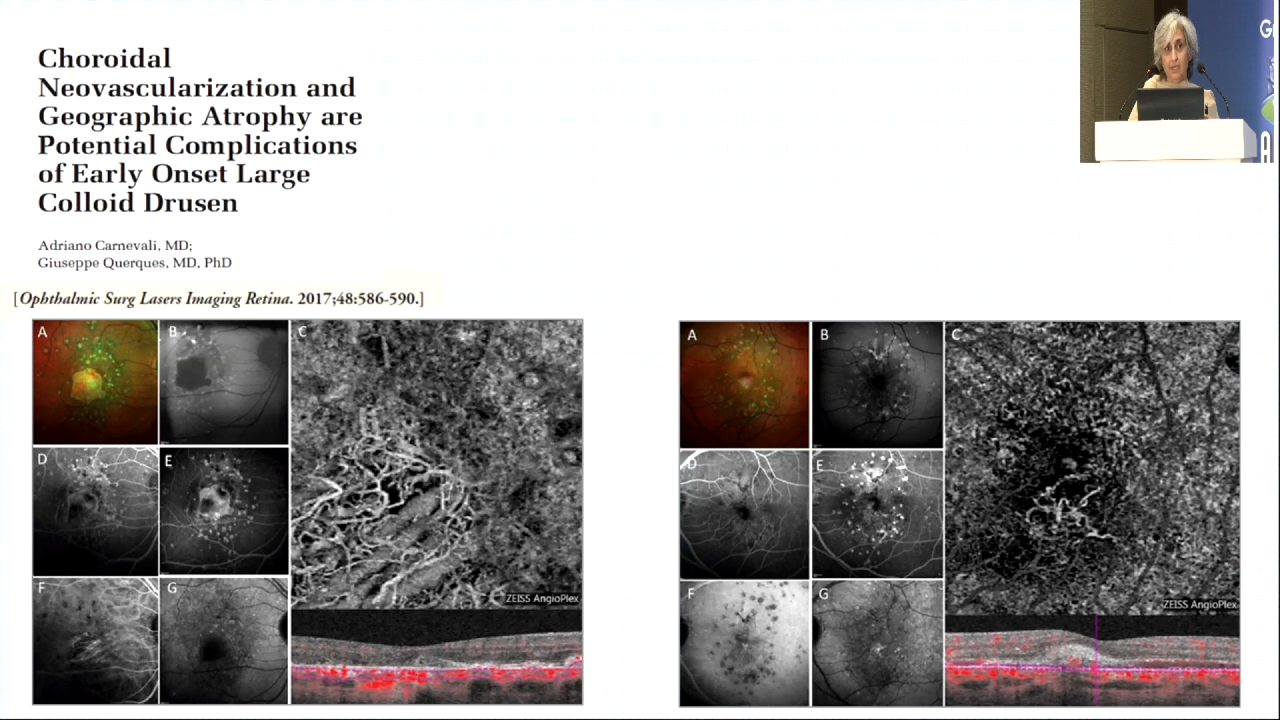 Choroidal
Neovascularization and
Geographic Atrophy are
Potential Complications
of Early Onset Large
Colloid Drusen
Adriano Carnevali, MD;
Giuseppe Querques, MD, PhD
[Ophthalmic Surg Lasers Imaging Retina. 2017;48:586-590.]
A
B
C
D
E
F
G
ZEISS AngioPlex
A
B
C
D
E
F
G
ZEISS AngioPlex
G
A